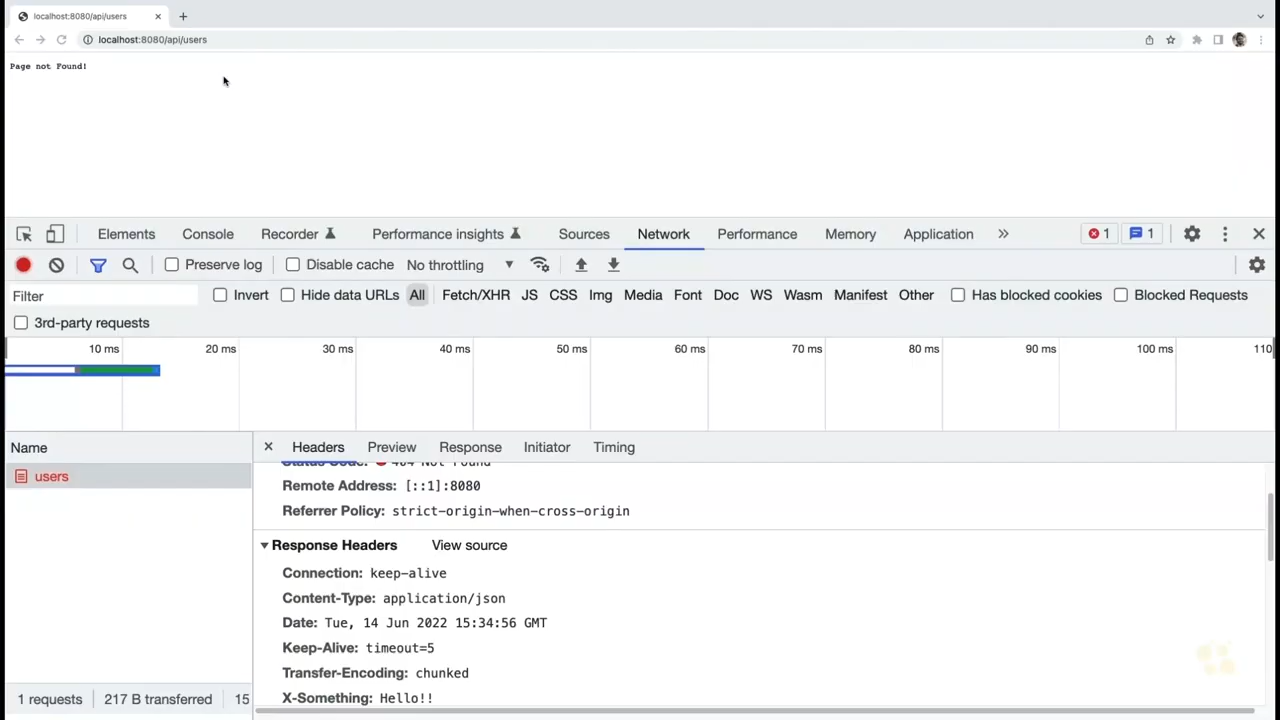 localhost:8080/api/users
localhost:8080/api/users
Page not Found!
Elements Console Recorder Performance insights Sources Network Performance Memory Application 1 1
Preserve log Disable cache No throttling
Filter Invert Hide data URLs All Fetch/XHR JS CSS Img Media Font Doc WS Wasm Manifest Other Has blocked cookies Blocked Requests
3rd-party requests
10 ms 20 ms 30 ms 40 ms 50 ms 60 ms 70 ms 80 ms 90 ms 100 ms 110
Name Headers Preview Response Initiator Timing
users
Status Code: 404 Not Found
Remote Address: [::1]:8080
Referrer Policy: strict-origin-when-cross-origin
Response Headers View source
Connection: keep-alive
Content-Type: application/json
Date: Tue, 14 Jun 2022 15:34:56 GMT
Keep-Alive: timeout=5
Transfer-Encoding: chunked
X-Something: Hello!!
1 requests 217 B transferred 15